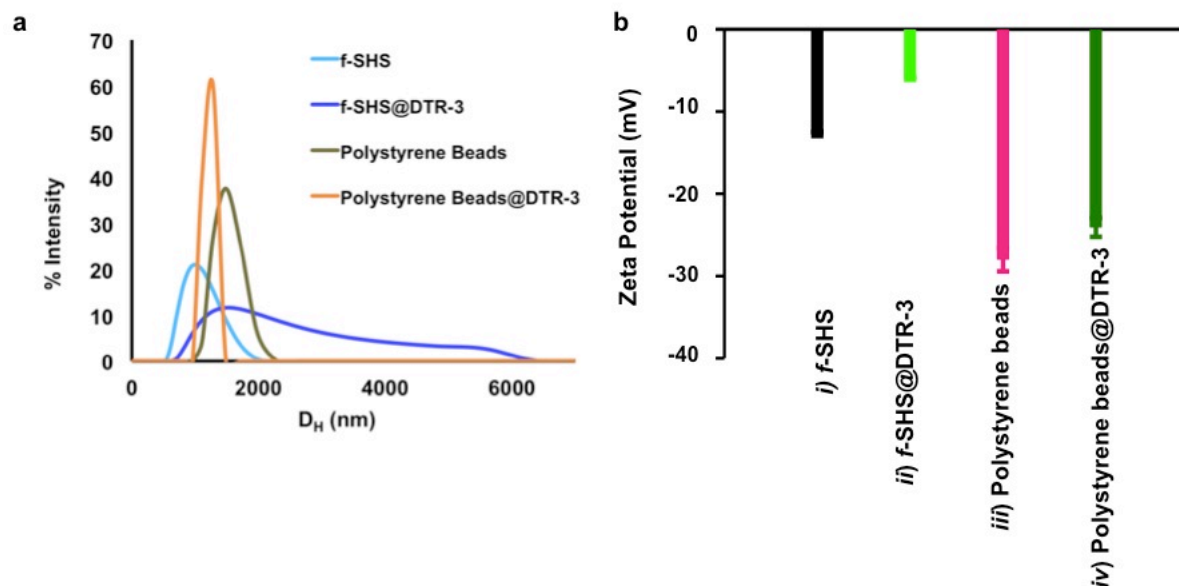 a
70
60
50
40
30
20
10
0
% Intensity
f-SHS
f-SHS@DTR-3
Polystyrene Beads
Polystyrene Beads@DTR-3
0 2000 4000 6000
D_H (nm)
b
0
-10
-20
-30
-40
Zeta Potential (mV)
i) f-SHS
ii) f-SHS@DTR-3
iii) Polystyrene beads
iv) Polystyrene beads@DTR-3